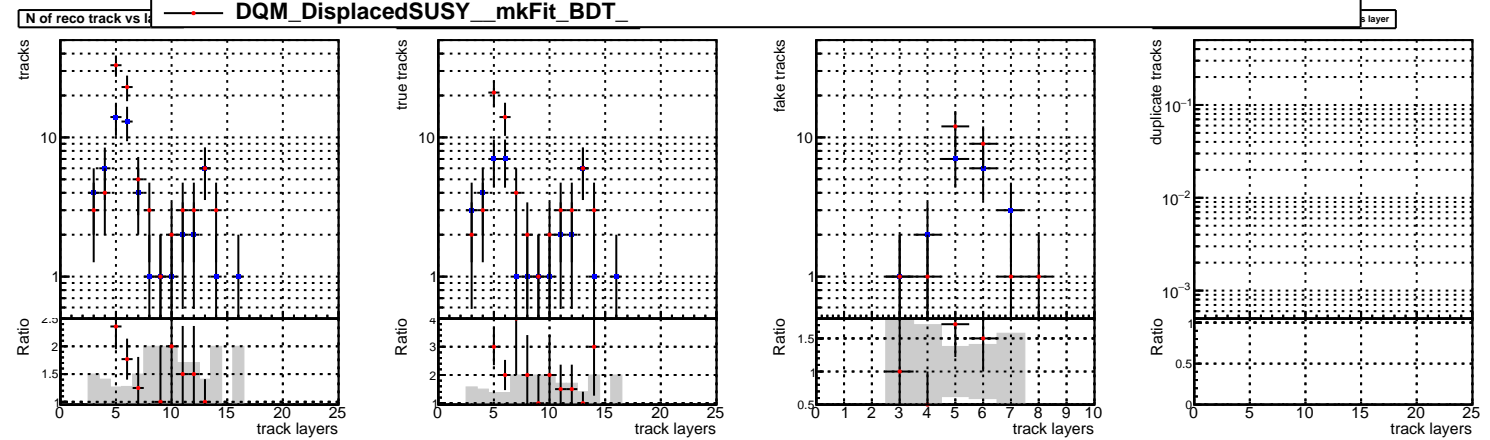 DQM_DisplacedSUSY__mkFit_BDT_
N of reco track vs la
s layer
tracks
10
1
Ratio
2.5
2
1.5
1
0 5 10 15 20 25
track layers
true tracks
10
1
Ratio
4
3
2
1
0 5 10 15 20 25
track layers
fake tracks
10
1
Ratio
1.5
1
0.5
0 1 2 3 4 5 6 7 8 9 10
track layers
duplicate tracks
10−1
10−2
10−3
Ratio
1
0.5
0
0 5 10 15 20 25
track layers